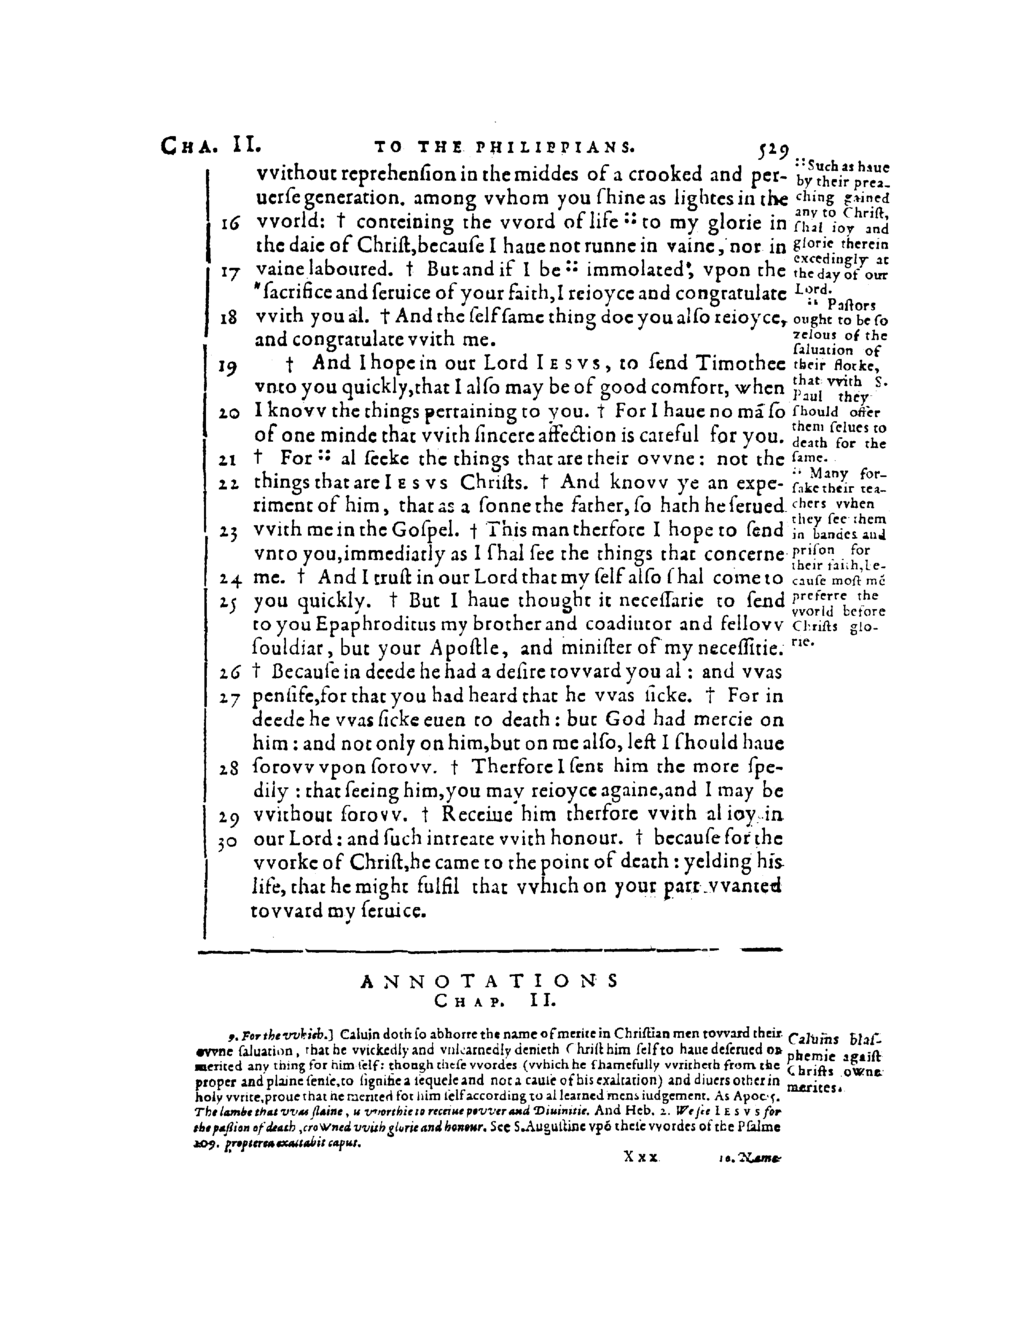 CHA. II. TO THE PHILIPPIANS. 529
vvithout reprehenſion in the middes of a crooked and per-
uerſe generation. among vvhom you ſhine as lightes in the
16 vvorld: † conteining the vvord of life :: to my glorie in
the daie of Chriſt, becauſe I haue not runne in vaine, nor in
17 vaine laboured. † But and if I be :: immolated, vpon the
"ſacrifice and ſeruice of your faith, I reioyce and congratulate
18 vvith you al. † And the ſelf ſame thing doe you alſo reioyce,
and congratulate vvith me.
19 † And I hope in our Lord IESVS, to ſend Timothee
vnto you quickly, that I alſo may be of good comfort, when
20 I knovv the things pertaining to you. † For I haue no mã ſo
of one minde that vvith ſincere affection is careful for you.
21 † For :: al ſeeke the things that are their ovvne: not the
22 things that are IESVS Chriſts. † And knovv ye an expe-
riment of him, that as a ſonne the father, ſo hath he ſerued
23 vvith me in the Goſpel. † This man therfore I hope to ſend
vnto you, immediatly as I ſhal ſee the things that concerne
24 me. † And I truſt in our Lord that my ſelf alſo ſhal come to
25 you quickly. † But I haue thought it neceſſarie to ſend
to you Epaphroditus my brother and coadiutor and fellovv
ſouldiar, but your Apoſtle, and miniſter of my neceſſitie.
26 † Becauſe in deede he had a deſire tovvard you al: and vvas
27 penſife, for that you had heard that he vvas ſicke. † For in
deede he vvas ſicke euen to death: but God had mercie on
him: and not only on him, but on me alſo, leſt I ſhould haue
28 ſorovv vpon ſorovv. † Therfore I ſent him the more ſpe-
dily: that ſeeing him, you may reioyce againe, and I may be
29 vvithout ſorovv. † Receiue him therfore vvith al ioy in
30 our Lord: and ſuch intreate vvith honour. † becauſe for the
vvorke of Chriſt, he came to the point of death: yelding his
life, that he might fulfil that vvhich on your part vvanted
tovvard my ſeruice.
:: Such as haue
by their prea-
ching gained
any to Chriſt,
ſhal ioy and
glorie therein
excedingly at
the day of our
Lord.
:: Paſtors
ought to be ſo
zelous of the
ſaluation of
their flocke,
that vvith S.
Paul they
ſhould offer
them ſelues to
death for the
ſame.
:: Many for-
ſake their tea-
chers vvhen
they ſee them
in bandes and
priſon for
their faith, be-
cauſe moſt mẽ
preferre the
vvorld before
Chriſts glo-
rie.
ANNOTATIONS
CHAP. II.
9. For the vvhich.] Caluin doth ſo abhorre the name of merite in Chriſtian men tovvard their
ovvne ſaluation, that he vvickedly and vnlearnedly denieth Chriſt him ſelf to haue deſerued or
merited any thing for him ſelf: though theſe vvordes (vvhich he ſhamefully vvritheth from the
proper and plaine ſenſe, to ſignifie a ſequele and not a cauſe of his exaltation) and diuers other in
holy vvrite, proue that he merited for him ſelf according to al learned mens iudgement. As Apoc. 5.
The lambe that vvas ſlaine, is vvorthie to receiue povver and Diuinitie. And Heb. 2. We ſee IESVS for
the paſſion of death, crowned vvith glorie and honour. See S. Auguſtine vpõ theſe vvordes of the Pſalme
109. propterea exaltabit caput.
Caluins blaſ-
phemie agaiſt
Chriſts owne
merites.
Xxx 10. Name